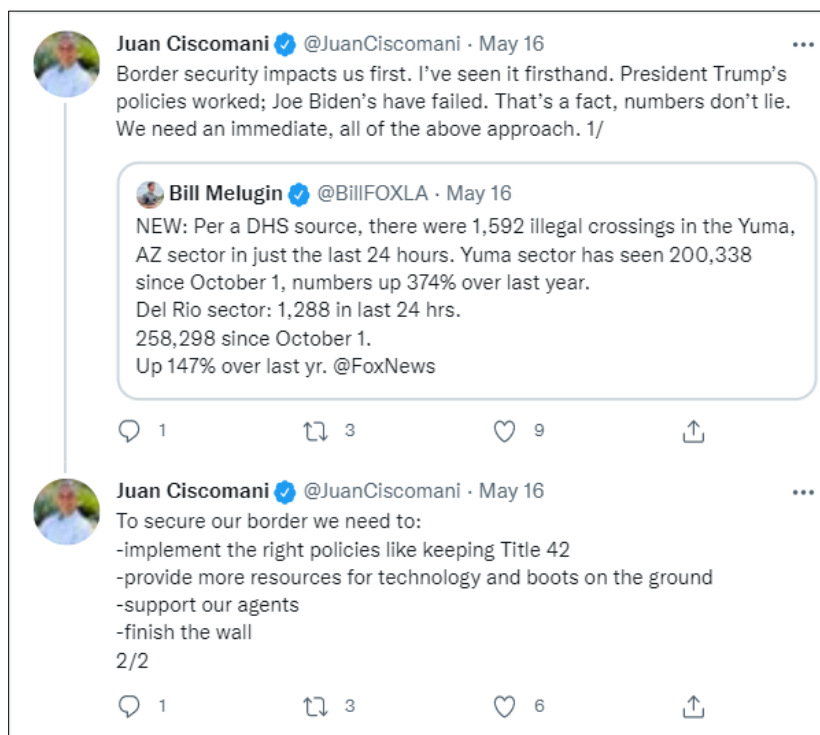 Juan Ciscomani @JuanCiscomani · May 16
Border security impacts us first. I've seen it firsthand. President Trump's
policies worked; Joe Biden's have failed. That's a fact, numbers don't lie.
We need an immediate, all of the above approach. 1/
Bill Melugin @BillFOXLA · May 16
NEW: Per a DHS source, there were 1,592 illegal crossings in the Yuma,
AZ sector in just the last 24 hours. Yuma sector has seen 200,338
since October 1, numbers up 374% over last year.
Del Rio sector: 1,288 in last 24 hrs.
258,298 since October 1.
Up 147% over last yr. @FoxNews
1 3 9
Juan Ciscomani @JuanCiscomani · May 16
To secure our border we need to:
-implement the right policies like keeping Title 42
-provide more resources for technology and boots on the ground
-support our agents
-finish the wall
2/2
1 3 6